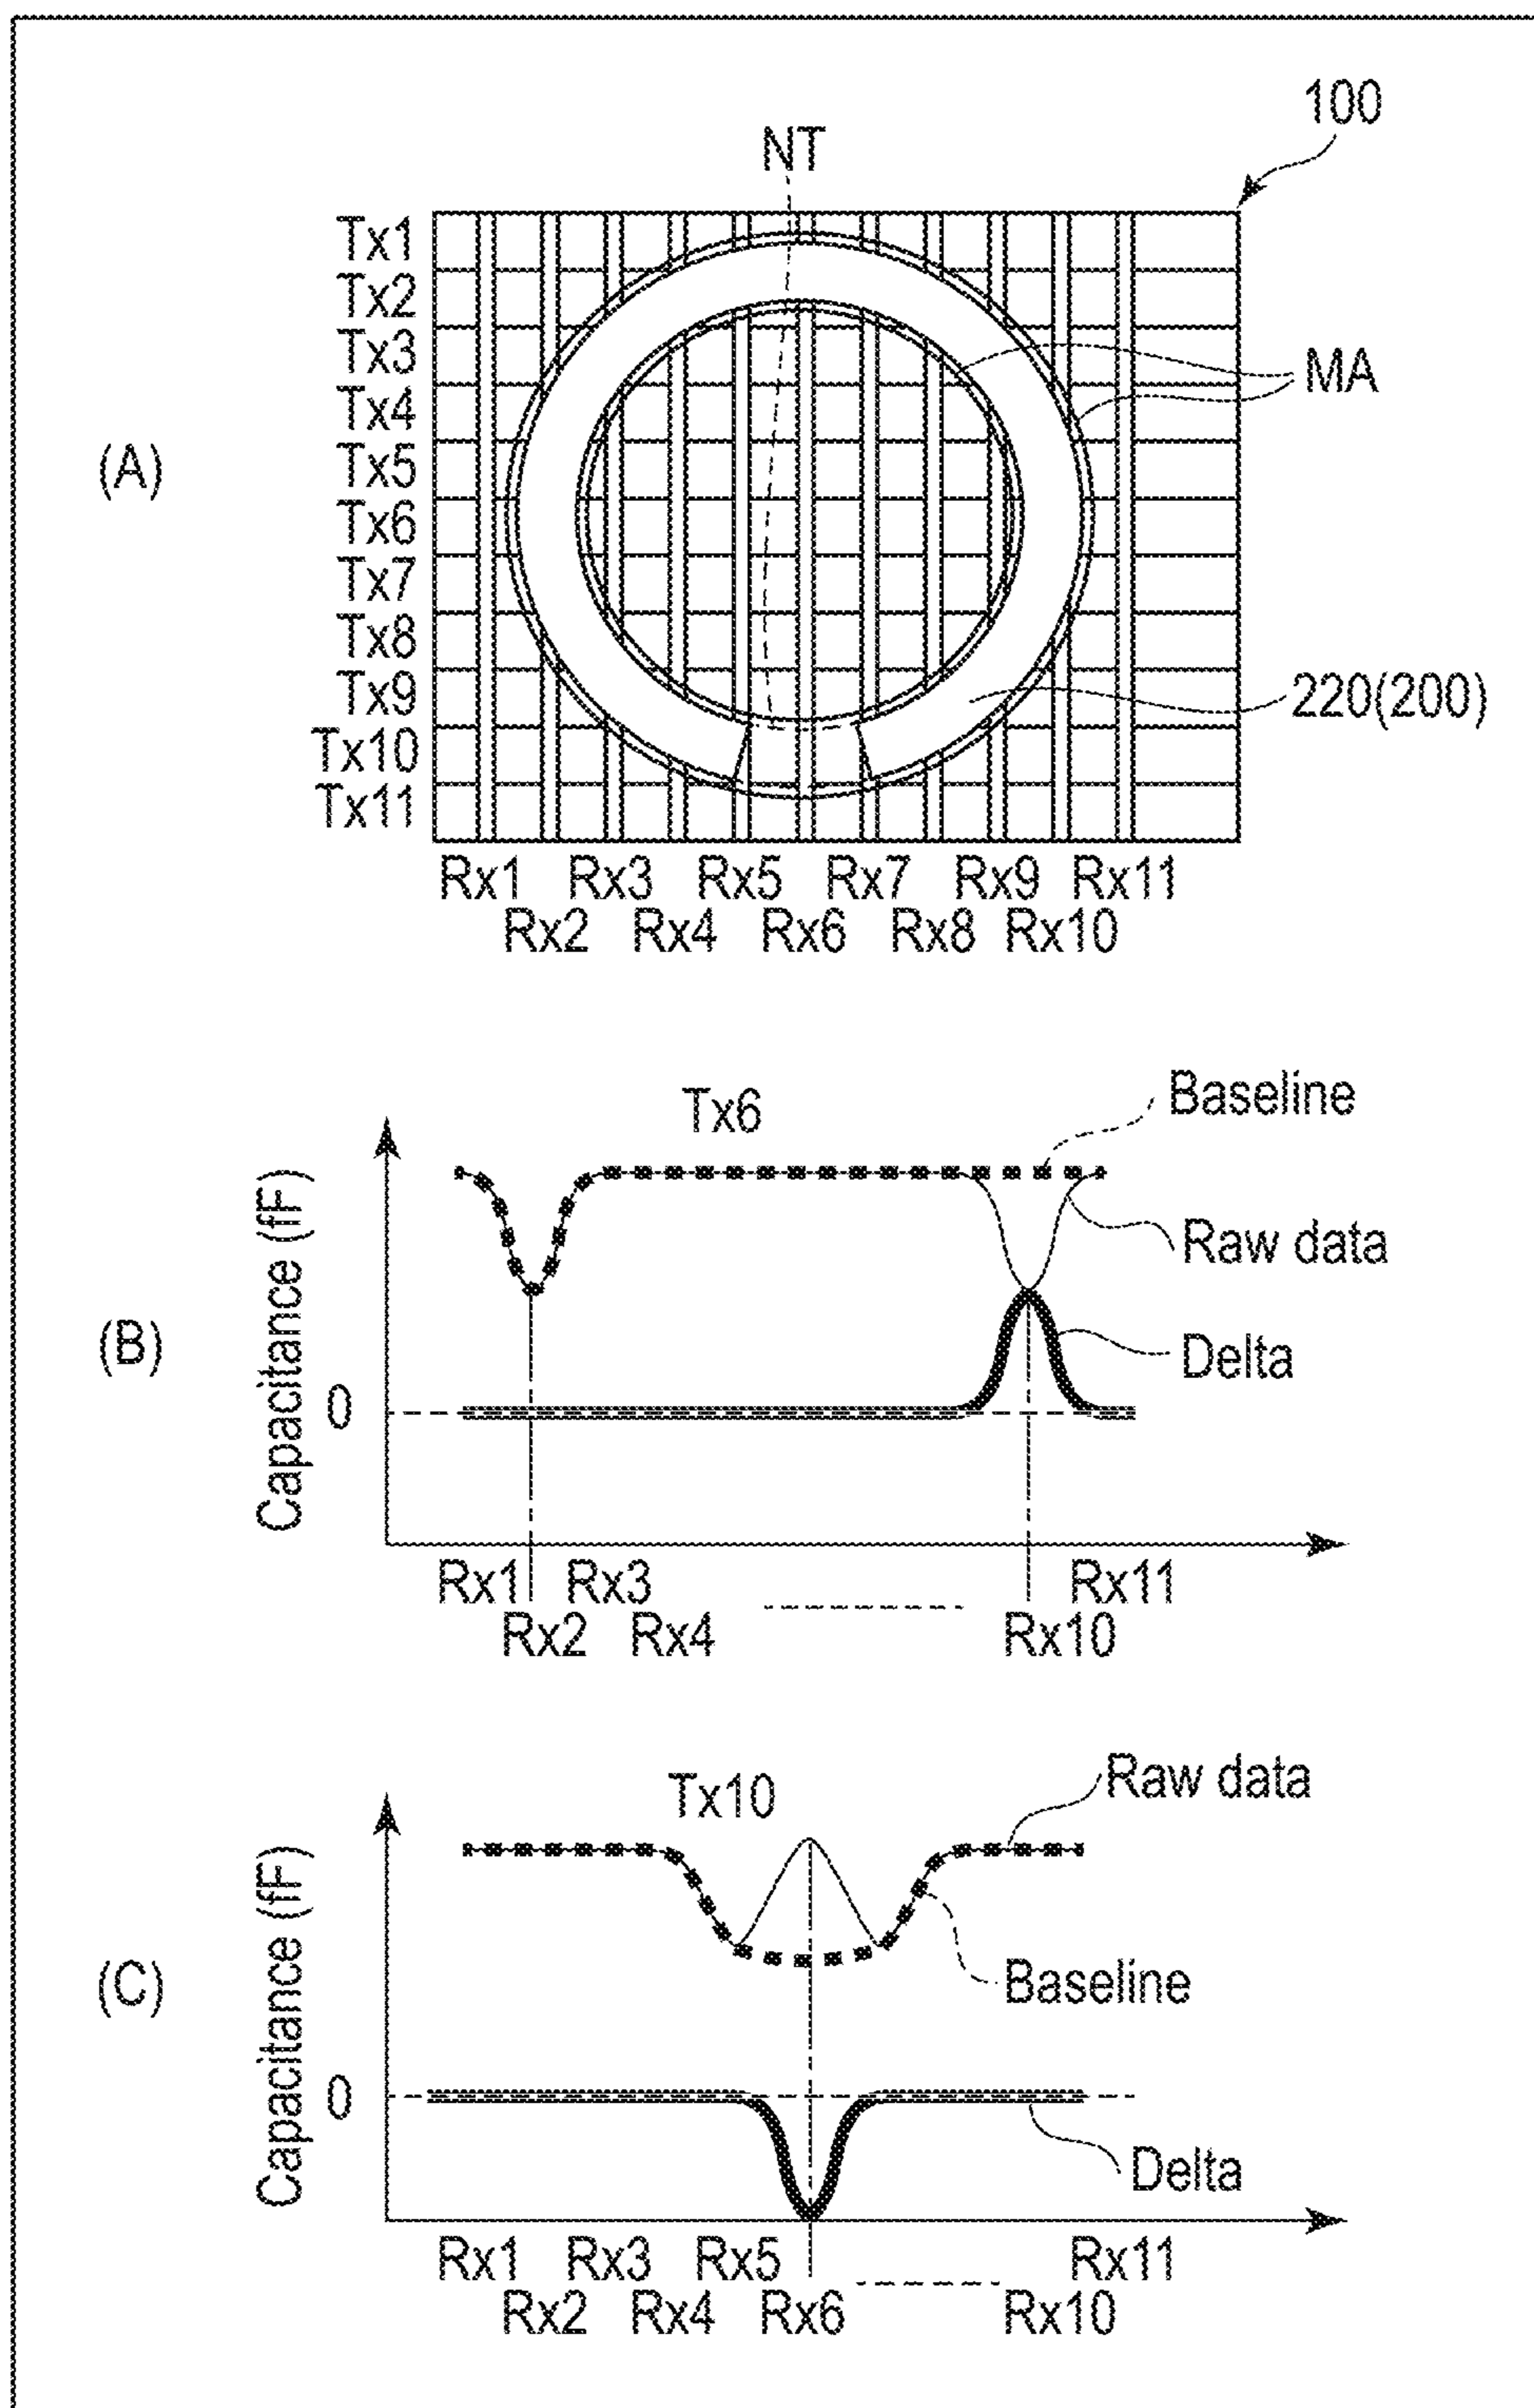 100
NT
Tx1
Tx2
Tx3
MA
Tx4
(A)
Tx5
Tx6
Tx7
Tx8
Tx9
220(200)
Tx10
Tx11
Rx1 Rx3 Rx5 Rx7 Rx9 Rx11
Rx2 Rx4 Rx6 Rx8 Rx10
Tx6
Baseline
Raw data
(B)
Capacitance (fF)
Delta
0
Rx1 Rx3 Rx11
Rx2 Rx4 Rx10
Tx10
Raw data
(C)
Capacitance (fF)
Baseline
0
Delta
Rx1 Rx3 Rx5 Rx11
Rx2 Rx4 Rx6 Rx10